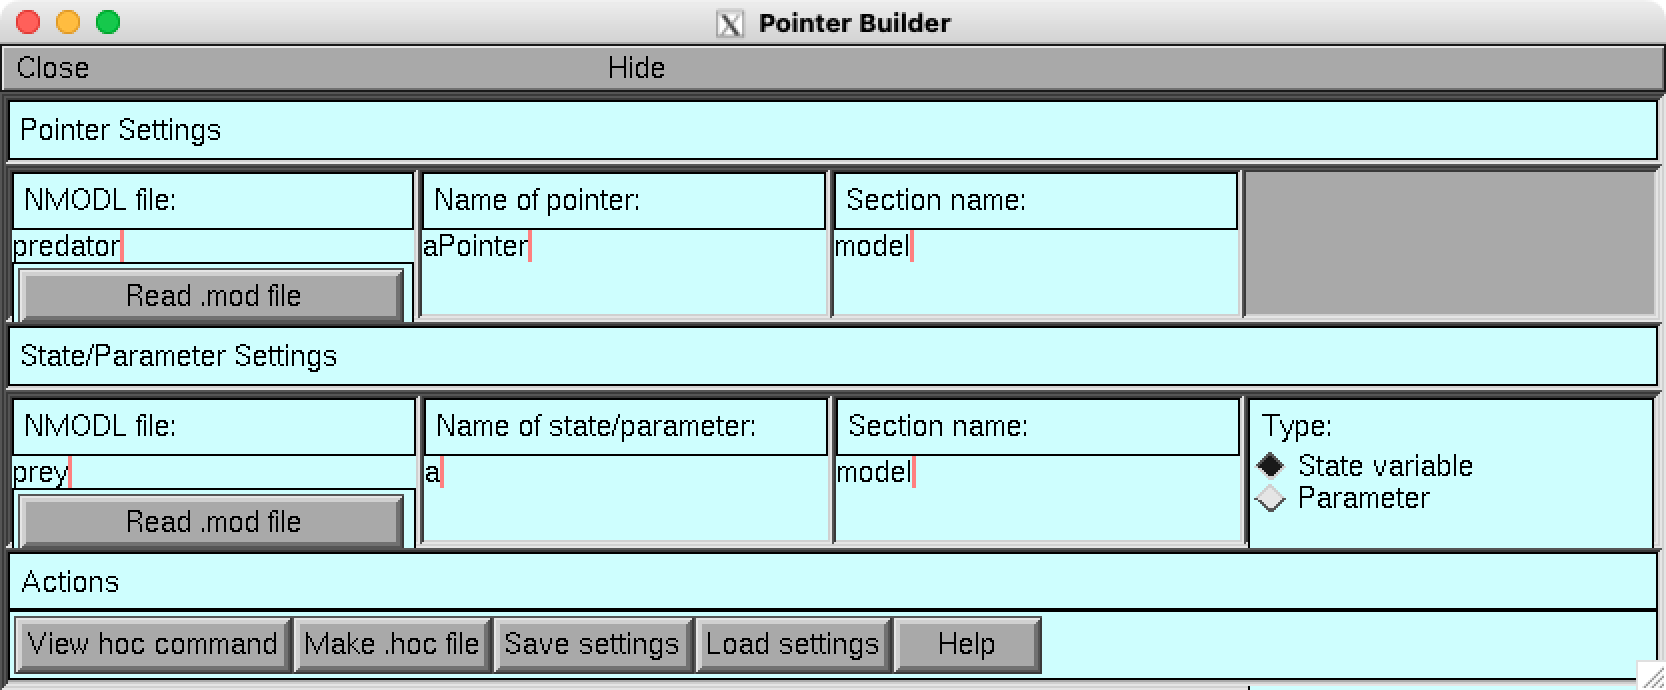 Pointer Builder
Close Hide
Pointer Settings
NMODL file: Name of pointer: Section name:
predator aPointer model
Read .mod file
State/Parameter Settings
NMODL file: Name of state/parameter: Section name: Type:
prey a model State variable
Parameter
Read .mod file
Actions
View hoc command Make .hoc file Save settings Load settings Help